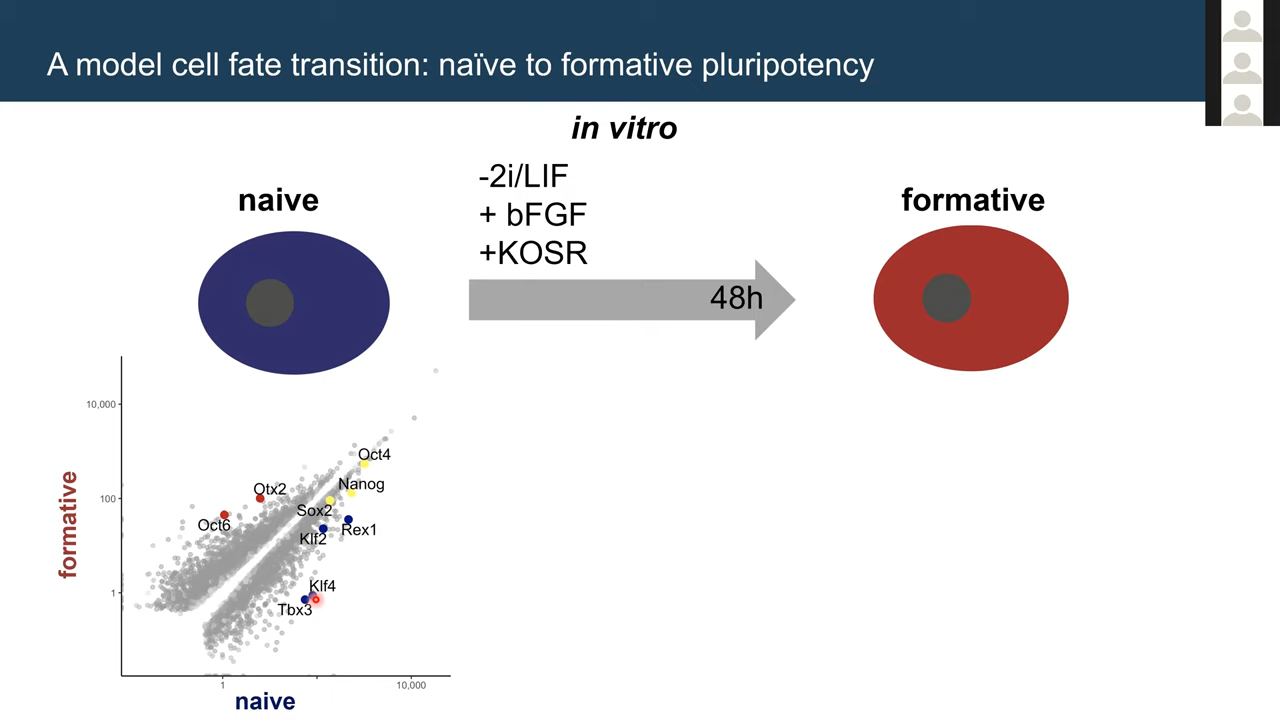 A model cell fate transition: naïve to formative pluripotency
in vitro
-2i/LIF
+ bFGF
+KOSR
naive
formative
48h
10,000
100
1
formative
Oct4
Otx2
Nanog
Sox2
Oct6
Rex1
Klf2
Klf4
Tbx3
1
10,000
naive